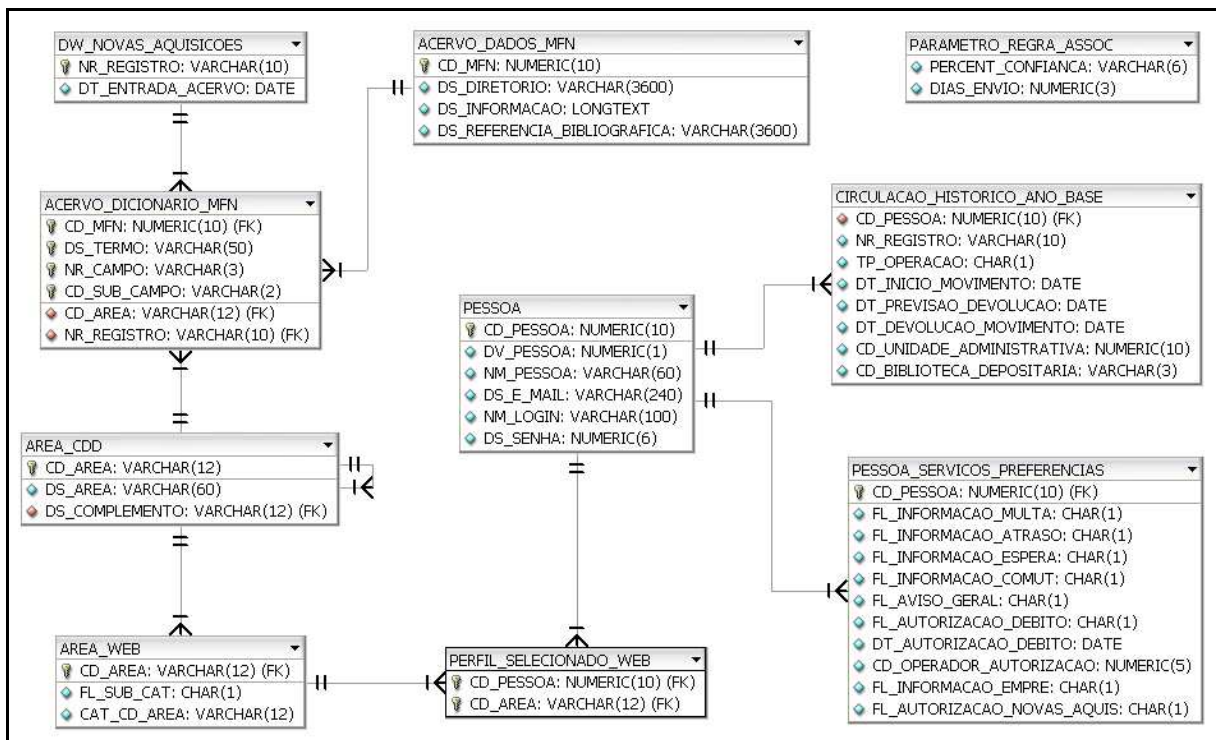 DW_NOVAS_AQUISICOES
NR_REGISTRO: VARCHAR(10)
DT_ENTRADA_ACERVO: DATE
ACERVO_DADOS_MFN
CD_MFN: NUMERIC(10)
DS_DIRETORIO: VARCHAR(3600)
DS_INFORMACAO: LONGTEXT
DS_REFERENCIA_BIBLIOGRAFICA: VARCHAR(3600)
PARAMETRO_REGRA_ASSOC
PERCENT_CONFIANCA: VARCHAR(6)
DIAS_ENVIO: NUMERIC(3)
ACERVO_DICIONARIO_MFN
CD_MFN: NUMERIC(10) (FK)
DS_TERMO: VARCHAR(50)
NR_CAMPO: VARCHAR(3)
CD_SUB_CAMPO: VARCHAR(2)
CD_AREA: VARCHAR(12) (FK)
NR_REGISTRO: VARCHAR(10) (FK)
CIRCULACAO_HISTORICO_ANO_BASE
CD_PESSOA: NUMERIC(10) (FK)
NR_REGISTRO: VARCHAR(10)
TP_OPERACAO: CHAR(1)
DT_INICIO_MOVIMENTO: DATE
DT_PREVISAO_DEVOLUCAO: DATE
DT_DEVOLUCAO_MOVIMENTO: DATE
CD_UNIDADE_ADMINISTRATIVA: NUMERIC(10)
CD_BIBLIOTECA_DEPOSITARIA: VARCHAR(3)
PESSOA
CD_PESSOA: NUMERIC(10)
DV_PESSOA: NUMERIC(1)
NM_PESSOA: VARCHAR(60)
DS_E_MAIL: VARCHAR(240)
NM_LOGIN: VARCHAR(100)
DS_SENHA: NUMERIC(6)
AREA_CDD
CD_AREA: VARCHAR(12)
DS_AREA: VARCHAR(60)
DS_COMPLEMENTO: VARCHAR(12) (FK)
PESSOA_SERVICOS_PREFERENCIAS
CD_PESSOA: NUMERIC(10) (FK)
FL_INFORMACAO_MULTA: CHAR(1)
FL_INFORMACAO_ATRASO: CHAR(1)
FL_INFORMACAO_ESPERA: CHAR(1)
FL_INFORMACAO_COMUT: CHAR(1)
FL_AVISO_GERAL: CHAR(1)
FL_AUTORIZACAO_DEBITO: CHAR(1)
DT_AUTORIZACAO_DEBITO: DATE
CD_OPERADOR_AUTORIZACAO: NUMERIC(5)
FL_INFORMACAO_EMPRE: CHAR(1)
FL_AUTORIZACAO_NOVAS_AQUIS: CHAR(1)
AREA_WEB
CD_AREA: VARCHAR(12) (FK)
FL_SUB_CAT: CHAR(1)
CAT_CD_AREA: VARCHAR(12)
PERFIL_SELECIONADO_WEB
CD_PESSOA: NUMERIC(10) (FK)
CD_AREA: VARCHAR(12) (FK)